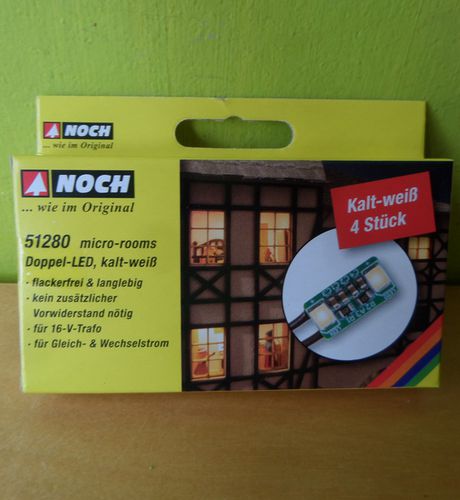 NOCH
... wie im Original
NOCH
... wie im Original
51280 micro-rooms
Doppel-LED, kalt-weiß
· flackerfrei & langlebig
· kein zusätzlicher
Vorwiderstand nötig
· für 16-V-Trafo
· für Gleich- & Wechselstrom
Kalt-weiß
4 Stück